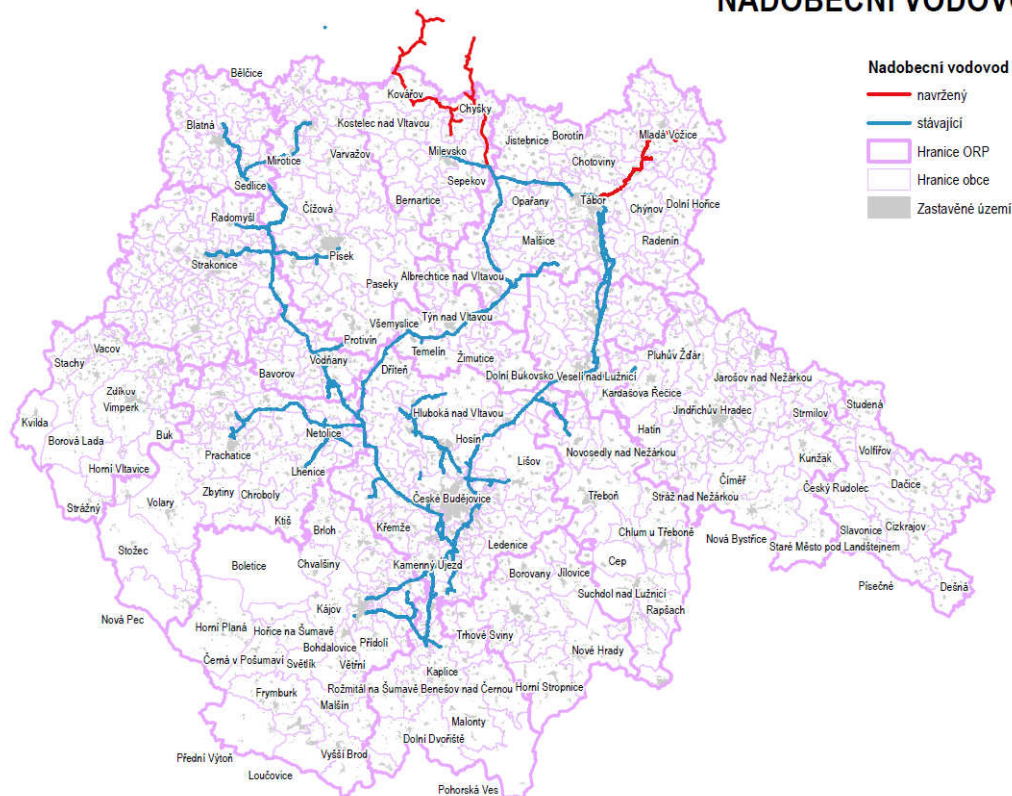 NADOBECNÍ VODOVO
Nadobecní vodovod
navržený
stávající
Hranice ORP
Hranice obce
Zastavěné území
Bělčice
Kovářov
Chyšky
Blatná
Kostelec nad Vltavou
Jistebnice
Borotín
Mladá Vožice
Mirotice
Varvažov
Milevsko
Chotoviny
Sedlice
Sepekov
Bernartice
Opařany
Tábor
Chýnov
Dolní Hořice
Radomyšl
Čížová
Malšice
Radenín
Strakonice
Písek
Paseky
Albrechtice nad Vltavou
Všemyslice
Týn nad Vltavou
Protivín
Temelín
Žimutice
Vodňany
Dříteň
Bavorov
Dolní Bukovsko
Veselí nad Lužnicí
Pluhův Žďár
Kardašova Řečice
Jarošov nad Nežárkou
Vacov
Stachy
Zdíkov
Vimperk
Kvilda
Borová Lada
Buk
Horní Vltavice
Prachatice
Netolice
Hluboká nad Vltavou
Hosín
Lišov
Hatín
Jindřichův Hradec
Strmilov
Studená
Kunžak
Volfířov
Novosedly nad Nežárkou
Číměř
Český Rudolec
Dačice
Lhenice
Zbytiny
Chroboly
Strážný
Volary
Ktiš
Brloh
Křemže
České Budějovice
Třeboň
Stráž nad Nežárkou
Chlum u Třeboně
Nová Bystřice
Slavonice
Cizkrajov
Staré Město pod Landštejnem
Písečné
Dešná
Stožec
Boletice
Chvalšiny
Kamenný Újezd
Ledenice
Borovany
Jílovice
Cep
Suchdol nad Lužnicí
Rapšach
Nová Pec
Kájov
Horní Planá
Hořice na Šumavě
Bohdalovice
Přídolí
Trhové Sviny
Nové Hrady
Černá v Pošumaví
Světlík
Větřní
Kaplice
Frymburk
Rožmitál na Šumavě
Benešov nad Černou
Horní Stropnice
Malšín
Malonty
Dolní Dvořiště
Přední Výtoň
Vyšší Brod
Loučovice
Pohorská Ves